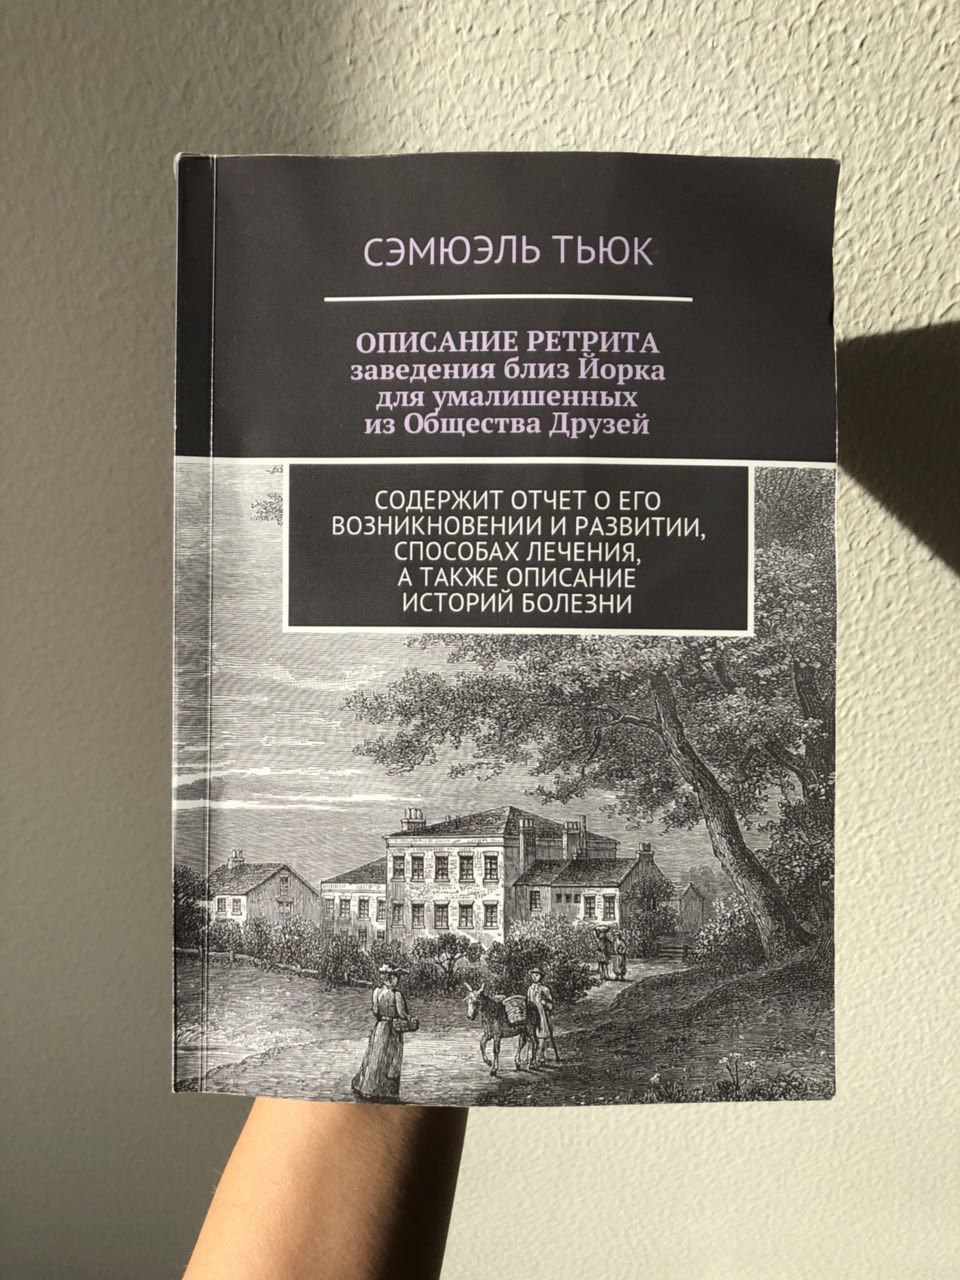 СЭМЮЭЛЬ ТЬЮК
ОПИСАНИЕ РЕТРИТА
заведения близ Йорка
для умалишенных
из Общества Друзей
СОДЕРЖИТ ОТЧЕТ О ЕГО
ВОЗНИКНОВЕНИИ И РАЗВИТИИ,
СПОСОБАХ ЛЕЧЕНИЯ,
А ТАКЖЕ ОПИСАНИЕ
ИСТОРИЙ БОЛЕЗНИ